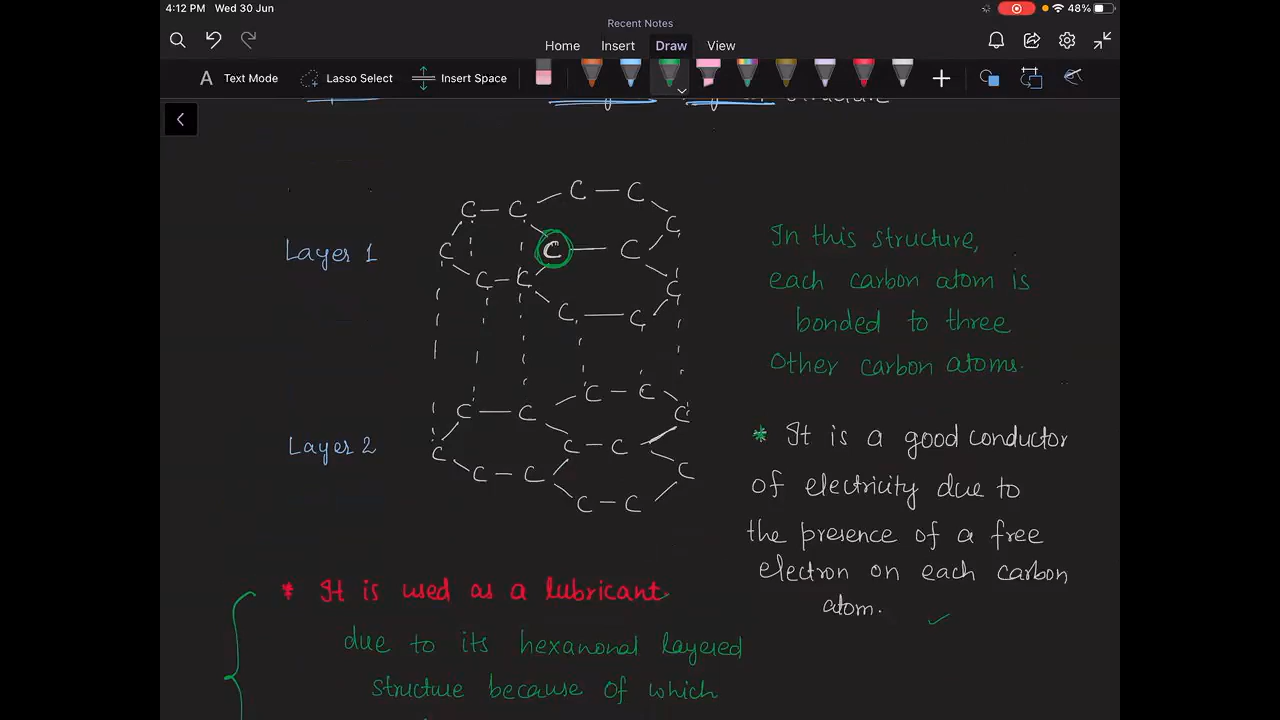 4:12 PM Wed 30 Jun
48%
Recent Notes
Home Insert Draw View
A Text Mode Lasso Select Insert Space
structure
C — C
C — C
C
Layer 1
C
C — C
C — C
C
C — C
C — C
C — C
C
Layer 2
C
C — C
C — C
C
C — C
In this structure,
each carbon atom is
bonded to three
Other carbon atoms.
* It is a good conductor
of electricity due to
the presence of a free
electron on each carbon
atom.
* It is used as a lubricant
due to its hexanonal layered
structure because of which